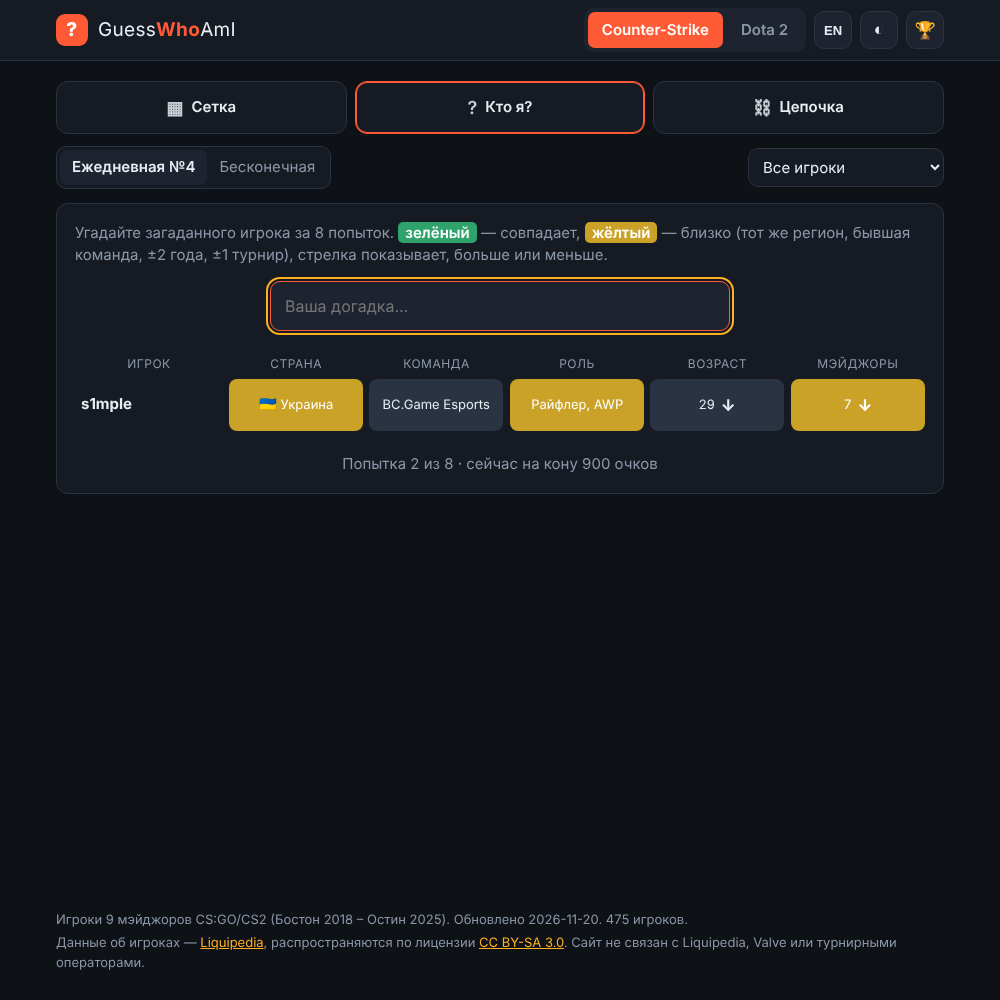 ? GuessWhoAmI
Counter-Strike Dota 2 EN
Сетка
? Кто я?
Цепочка
Ежедневная №4 Бесконечная
Все игроки
Угадайте загаданного игрока за 8 попыток. зелёный — совпадает, жёлтый — близко (тот же регион, бывшая
команда, ±2 года, ±1 турнир), стрелка показывает, больше или меньше.
Ваша догадка...
ИГРОК СТРАНА КОМАНДА РОЛЬ ВОЗРАСТ МЭЙДЖОРЫ
s1mple Украина BC.Game Esports Райфлер, AWP 29 ↓ 7 ↓
Попытка 2 из 8 · сейчас на кону 900 очков
Игроки 9 мэйджоров CS:GO/CS2 (Бостон 2018 – Остин 2025). Обновлено 2026-11-20. 475 игроков.
Данные об игроках — Liquipedia, распространяются по лицензии CC BY-SA 3.0. Сайт не связан с Liquipedia, Valve или турнирными
операторами.